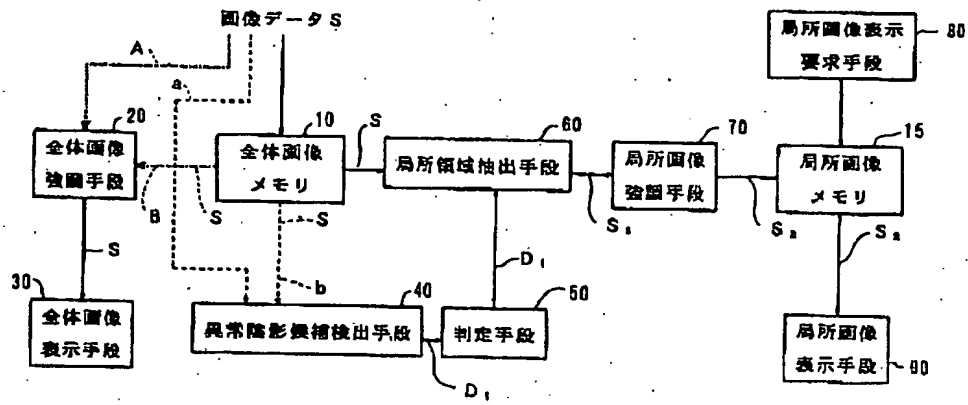 画像データS
A
a
20
全体画像
強調手段
10
全体画像
メモリ
S
60
局所領域抽出手段
70
局所画像
強調手段
局所画像表示
要求手段
80
15
局所画像
メモリ
B
S
S
S₁
S₂
S₂
S
b
D₁
30
全体画像
表示手段
40
異常陰影候補検出手段
50
判定手段
D₁
局所画像
表示手段
90